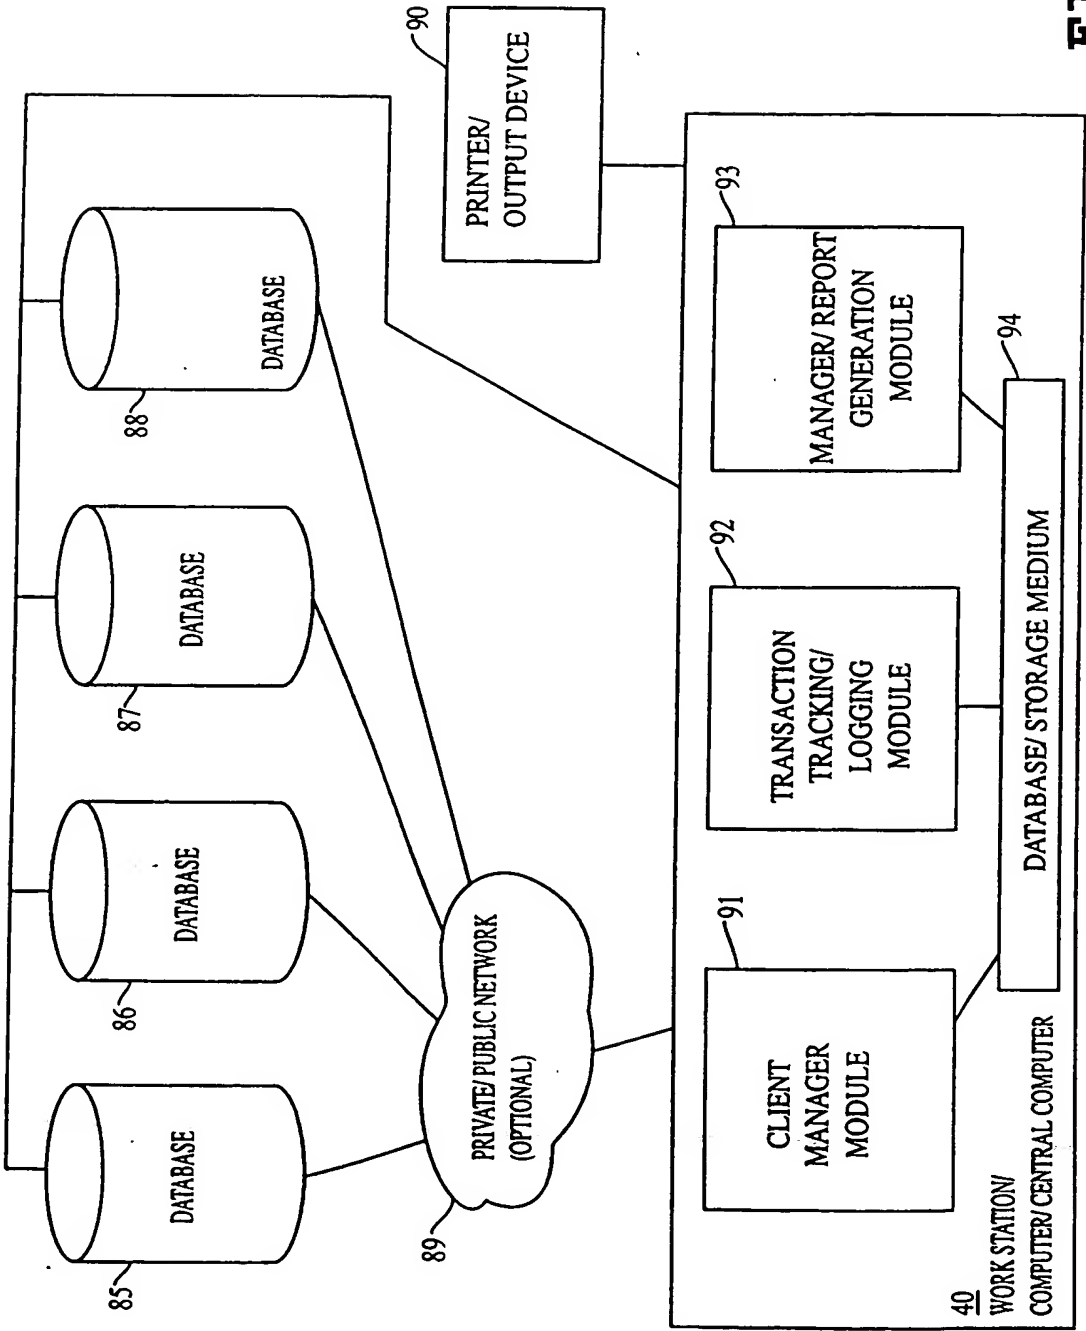 85
DATABASE
86
DATABASE
87
DATABASE
88
DATABASE
89
PRIVATE/ PUBLIC NETWORK
(OPTIONAL)
90
PRINTER/
OUTPUT DEVICE
91
CLIENT
MANAGER
MODULE
92
TRANSACTION
TRACKING/
LOGGING
MODULE
93
MANAGER/ REPORT
GENERATION
MODULE
94
DATABASE/ STORAGE MEDIUM
40
WORK STATION/
COMPUTER/ CENTRAL COMPUTER